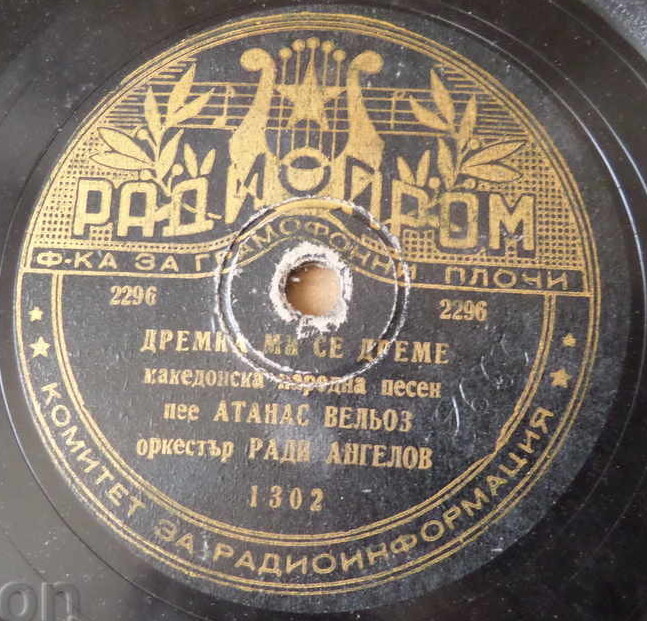 РАДИОПРОМ
Ф-КА ЗА ГРАМОФОННИ ПЛОЧИ
2296 2296
ДРЕМКА МИ СЕ ДРЕМЕ
македонска народна песен
пее АТАНАС ВЕЛЬОЗ
оркестър РАДИ АНГЕЛОВ
1302
КОМИТЕТ ЗА РАДИОИНФОРМАЦИЯ
on